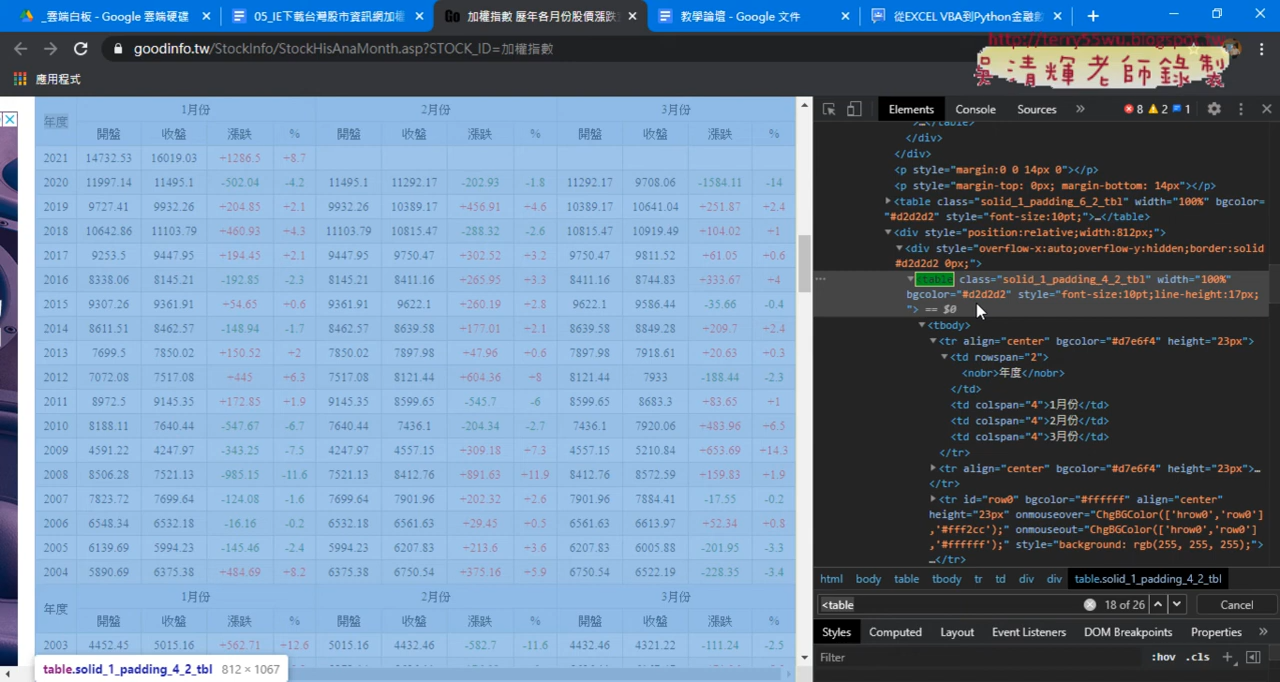 _雲端白板 - Google 雲端硬碟
05_IE下載台灣股市資訊網加權
加權指數 歷年各月份股價漲跌
教學論壇 - Google 文件
從EXCEL VBA到Python金融
goodinfo.tw/StockInfo/StockHisAnaMonth.asp?STOCK_ID=加權指數
http://terry55wu.blogspot.tw
吳清輝老師錄製
應用程式
年度 1月份 2月份 3月份
開盤 收盤 漲跌 % 開盤 收盤 漲跌 % 開盤 收盤 漲跌 %
2021 14732.53 16019.03 +1286.5 +8.7
2020 11997.14 11495.1 -502.04 -4.2 11495.1 11292.17 -202.93 -1.8 11292.17 9708.06 -1584.11 -14
2019 9727.41 9932.26 +204.85 +2.1 9932.26 10389.17 +456.91 +4.6 10389.17 10641.04 +251.87 +2.4
2018 10642.86 11103.79 +460.93 +4.3 11103.79 10815.47 -288.32 -2.6 10815.47 10919.49 +104.02 +1
2017 9253.5 9447.95 +194.45 +2.1 9447.95 9750.47 +302.52 +3.2 9750.47 9811.52 +61.05 +0.6
2016 8338.06 8145.21 -192.85 -2.3 8145.21 8411.16 +265.95 +3.3 8411.16 8744.83 +333.67 +4
2015 9307.26 9361.91 +54.65 +0.6 9361.91 9622.1 +260.19 +2.8 9622.1 9586.44 -35.66 -0.4
2014 8611.51 8462.57 -148.94 -1.7 8462.57 8639.58 +177.01 +2.1 8639.58 8849.28 +209.7 +2.4
2013 7699.5 7850.02 +150.52 +2 7850.02 7897.98 +47.96 +0.6 7897.98 7918.61 +20.63 +0.3
2012 7072.08 7517.08 +445 +6.3 7517.08 8121.44 +604.36 +8 8121.44 7933 -188.44 -2.3
2011 8972.5 9145.35 +172.85 +1.9 9145.35 8599.65 -545.7 -6 8599.65 8683.3 +83.65 +1
2010 8188.11 7640.44 -547.67 -6.7 7640.44 7436.1 -204.34 -2.7 7436.1 7920.06 +483.96 +6.5
2009 4591.22 4247.97 -343.25 -7.5 4247.97 4557.15 +309.18 +7.3 4557.15 5210.84 +653.69 +14.3
2008 8506.28 7521.13 -985.15 -11.6 7521.13 8412.76 +891.63 +11.9 8412.76 8572.59 +159.83 +1.9
2007 7823.72 7699.64 -124.08 -1.6 7699.64 7901.96 +202.32 +2.6 7901.96 7884.41 -17.55 -0.2
2006 6548.34 6532.18 -16.16 -0.2 6532.18 6561.63 +29.45 +0.5 6561.63 6613.97 +52.34 +0.8
2005 6139.69 5994.23 -145.46 -2.4 5994.23 6207.83 +213.6 +3.6 6207.83 6005.88 -201.95 -3.3
2004 5890.69 6375.38 +484.69 +8.2 6375.38 6750.54 +375.16 +5.9 6750.54 6522.19 -228.35 -3.4
年度 1月份 2月份 3月份
開盤 收盤 漲跌 % 開盤 收盤 漲跌 % 開盤 收盤 漲跌 %
2003 4452.45 5015.16 +562.71 +12.6 5015.16 4432.46 -582.7 -11.6 4432.46 4321.22 -111.24 -2.5
table.solid_1_padding_4_2_tbl 812 × 1067
Elements Console Sources » 8 2 1
…</table>
</div>
</div>
<p style="margin:0 0 14px 0"></p>
<p style="margin-top: 0px; margin-bottom: 14px"></p>
<table class="solid_1_padding_6_2_tbl" width="100%" bgcolor=
"#d2d2d2" style="font-size:10pt;">…</table>
<div style="position:relative;width:812px;">
<div style="overflow-x:auto;overflow-y:hidden;border:solid
#d2d2d2 0px;">
<table class="solid_1_padding_4_2_tbl" width="100%"
bgcolor="#d2d2d2" style="font-size:10pt;line-height:17px;
"> == $0
<tbody>
<tr align="center" bgcolor="#d7e6f4" height="23px">
<td rowspan="2">
<nobr>年度</nobr>
</td>
<td colspan="4">1月份</td>
<td colspan="4">2月份</td>
<td colspan="4">3月份</td>
</tr>
<tr align="center" bgcolor="#d7e6f4" height="23px">…
</tr>
<tr id="row0" bgcolor="#ffffff" align="center"
height="23px" onmouseover="ChgBGColor(['hrow0','row0']
,'#fff2cc');" onmouseout="ChgBGColor(['hrow0','row0']
,'#ffffff');" style="background: rgb(255, 255, 255);">
…</tr>
html body table tbody tr td div div table.solid_1_padding_4_2_tbl
<table 18 of 26 Cancel
Styles Computed Layout Event Listeners DOM Breakpoints Properties »
Filter :hov .cls +